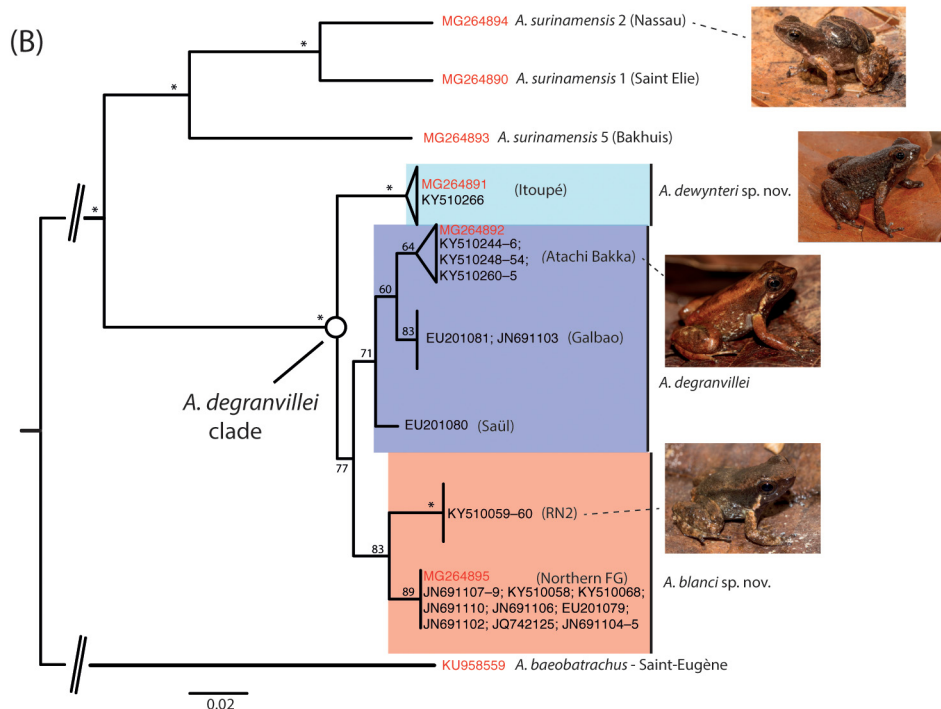 (B)
MG264894 A. surinamensis 2 (Nassau)
*
MG264890 A. surinamensis 1 (Saint Elie)
*
MG264893 A. surinamensis 5 (Bakhuis)
*
MG264891 (Itoupé)
KY510266
A. dewynteri sp. nov.
*
MG264892
64 KY510244–6;
KY510248–54; (Atachi Bakka)
KY510260–5
60
83 EU201081; JN691103 (Galbao)
*
71
A. degranvillei
A. degranvillei
clade
EU201080 (Saül)
77
*
KY510059–60 (RN2)
83
A. blanci sp. nov.
MG264895 (Northern FG)
89 JN691107–9; KY510058; KY510068;
JN691110; JN691106; EU201079;
JN691102; JQ742125; JN691104–5
KU958559 A. baeobatrachus - Saint-Eugène
0.02